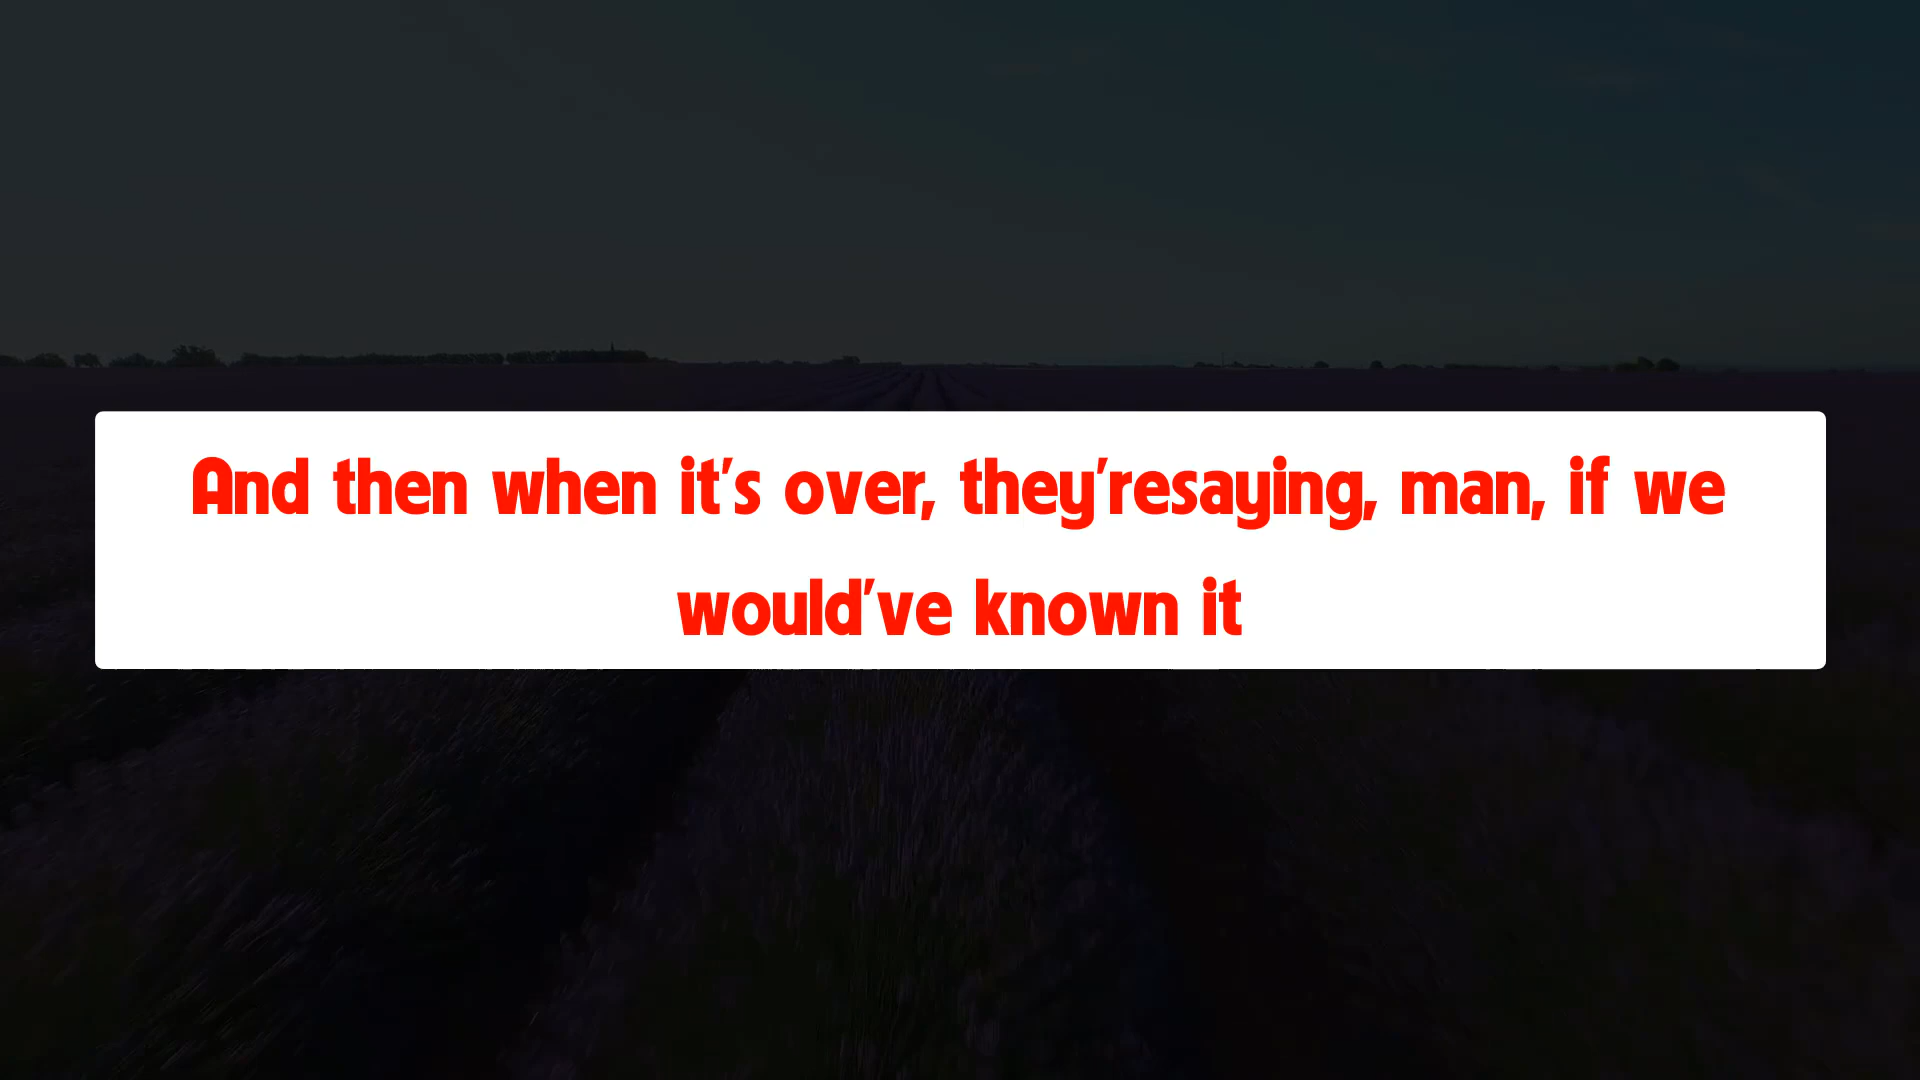 And then when it's over, they'resaying, man, if we
would've known it